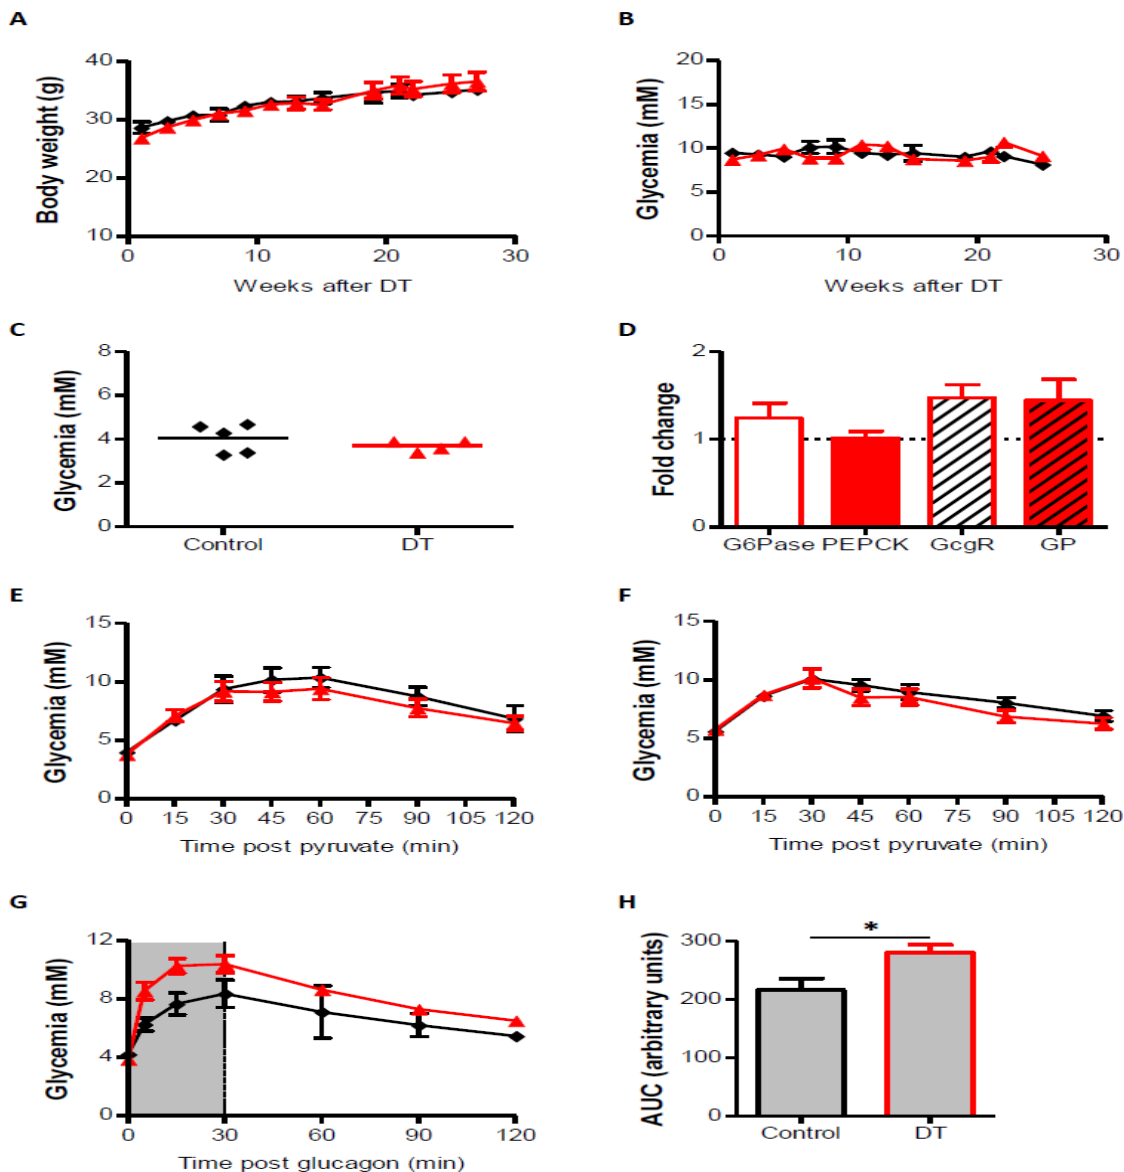 A
Body weight (g)
40
30
20
10
0
10
20
30
Weeks after DT
B
Glycemia (mM)
20
15
10
5
0
0
10
20
30
Weeks after DT
C
Glycemia (mM)
8
6
4
2
0
Control
DT
D
Fold change
2
1
0
G6Pase
PEPCK
GcgR
GP
E
Glycemia (mM)
15
10
5
0
0
15
30
45
60
75
90
105
120
Time post pyruvate (min)
F
Glycemia (mM)
15
10
5
0
0
15
30
45
60
75
90
105
120
Time post pyruvate (min)
G
Glycemia (mM)
12
8
4
0
0
30
60
90
120
Time post glucagon (min)
H
AUC (arbitrary units)
300
200
100
0
*
Control
DT